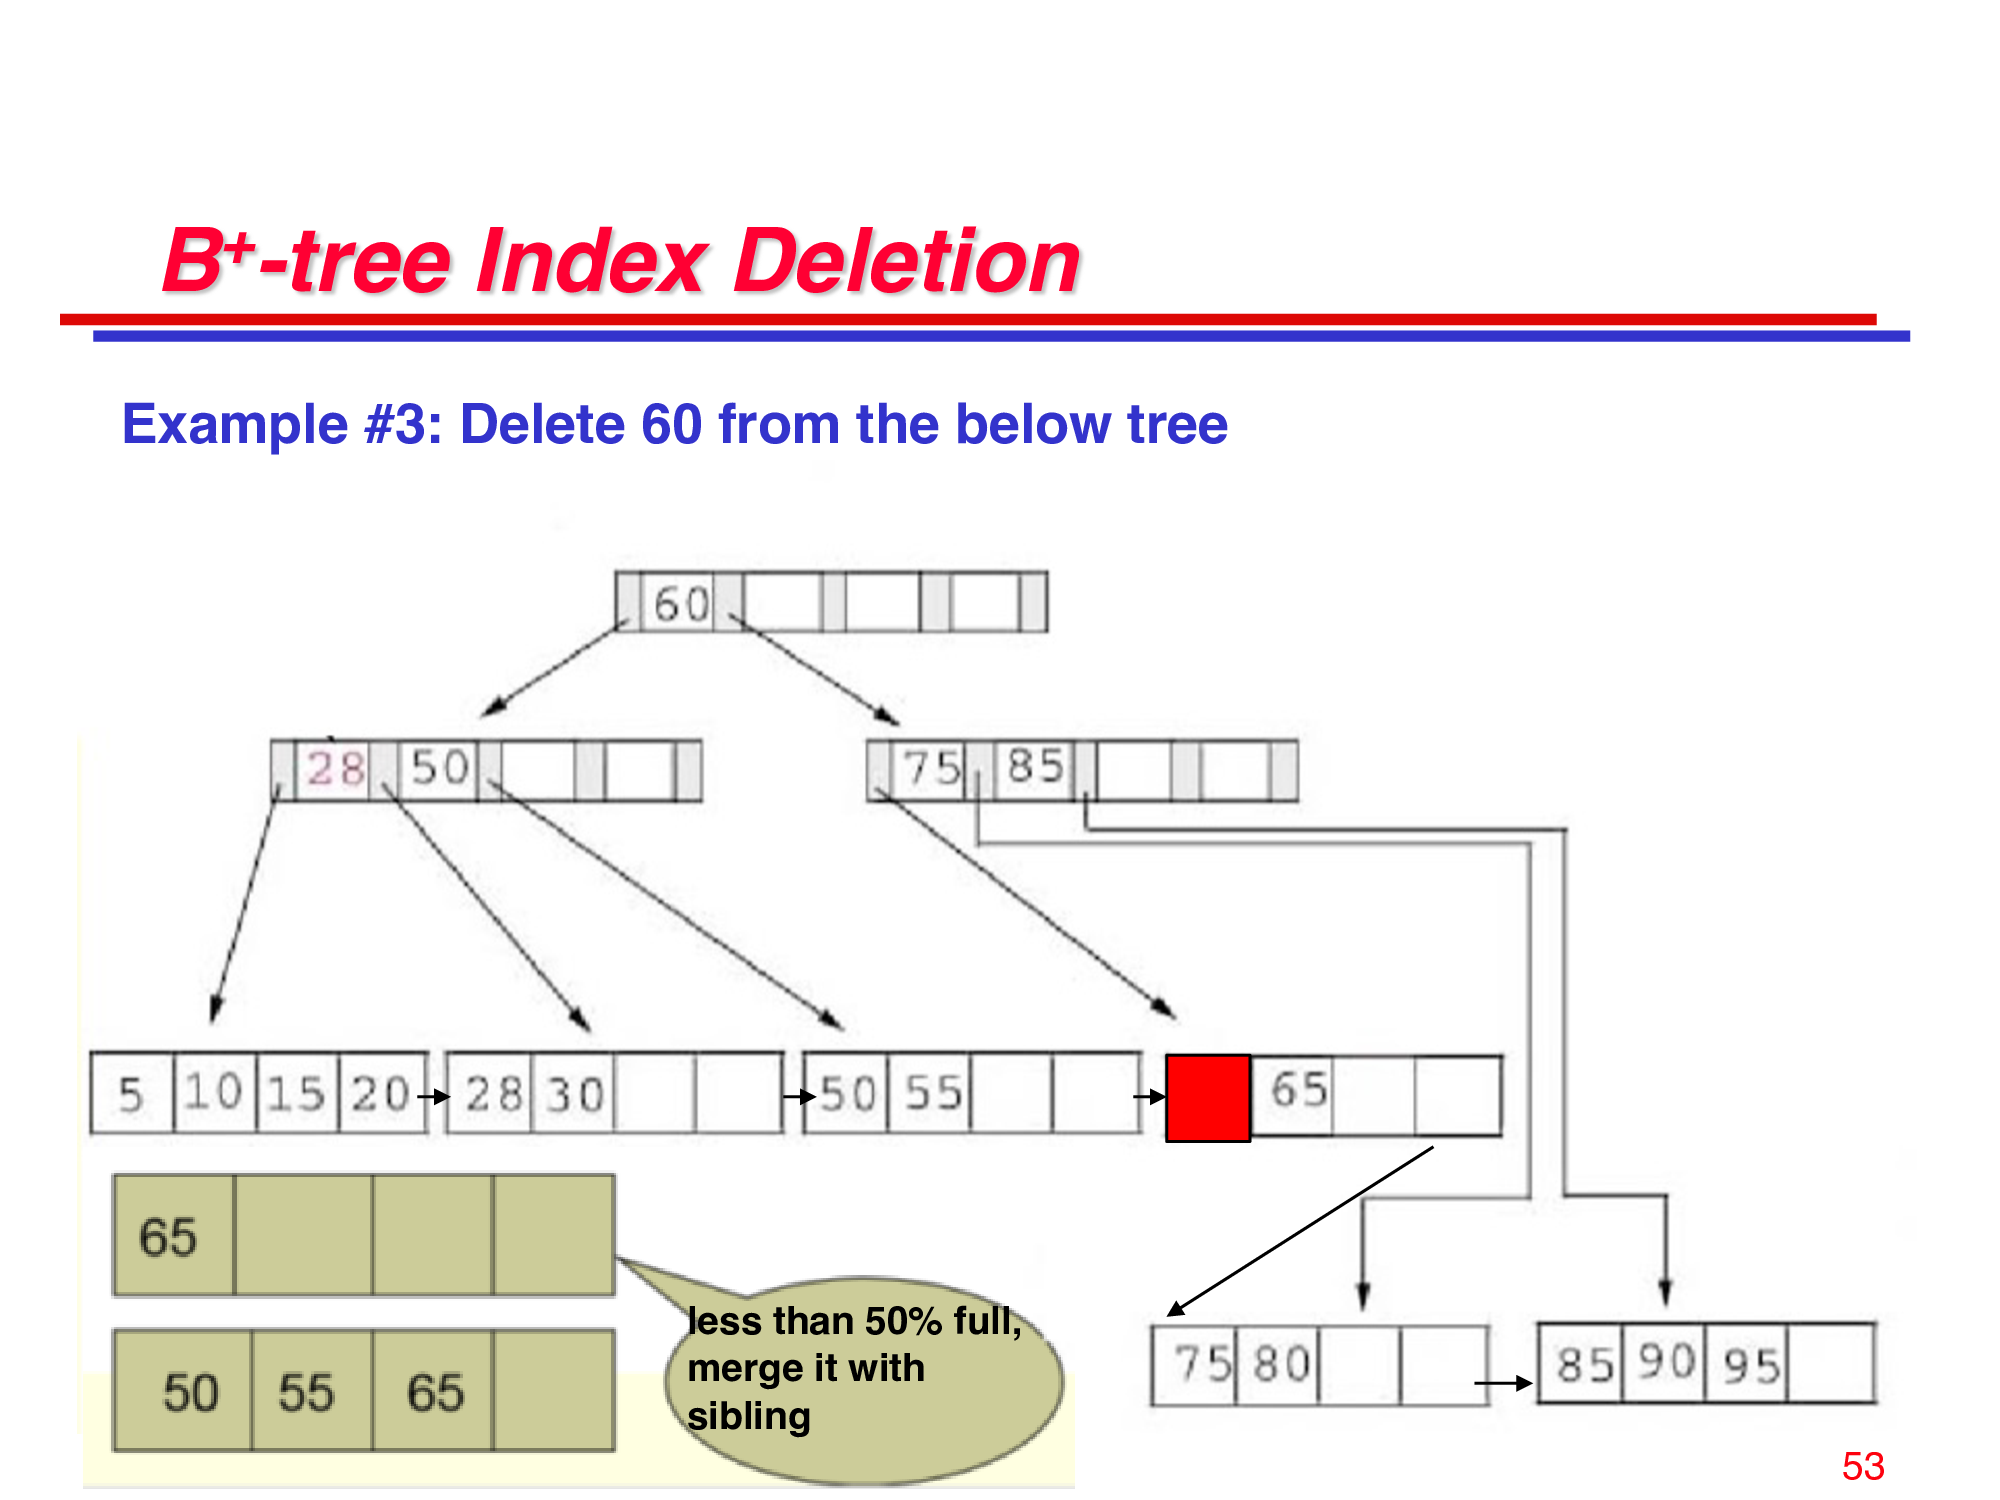 B+-tree Index Deletion
Example #3: Delete 60 from the below tree
60
28 50
75 85
5 10 15 20
28 30
50 55
65
65
less than 50% full,
merge it with
sibling
50 55 65
75 80
85 90 95
53